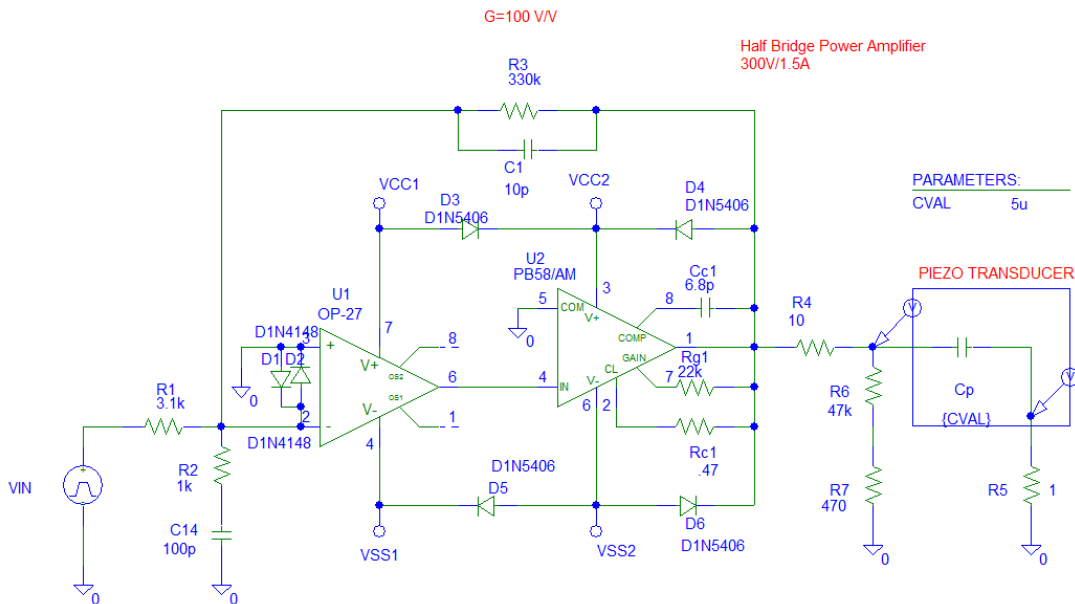 G=100 V/V
Half Bridge Power Amplifier
300V/1.5A
R3
330k
C1
10p
VCC1
VCC2
D3
D1N5406
D4
D1N5406
PARAMETERS:
CVAL 5u
U2
PB58/AM
Cc1
6.8p
PIEZO TRANSDUCER
U1
OP-27
5
COM
3
V+
8
COMP
R4
10
V
7
D1N4148
3
+
V+
8
OS2
D1
D2
0
0
1
GAIN
Rg1
22k
7
CL
IN
4
6
V-
2
R1
3.1k
2
-
D1N4148
OS1
V-
1
4
6
R6
47k
Cp
{CVAL}
V
Rc1
.47
R2
1k
VIN
+
-
D1N5406
D5
R7
470
R5
1
C14
100p
VSS1
VSS2
D6
D1N5406
0
0
0
0